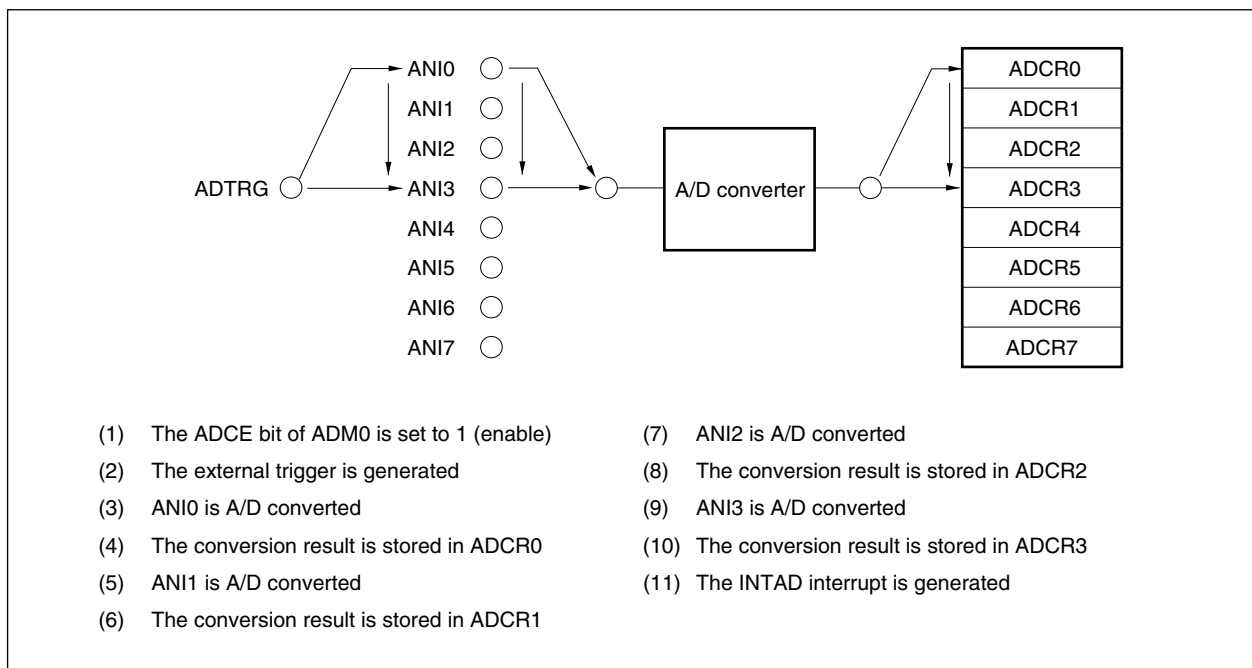 ANI0
ANI1
ANI2
ADTRG
ANI3
ANI4
ANI5
ANI6
ANI7
A/D converter
ADCR0
ADCR1
ADCR2
ADCR3
ADCR4
ADCR5
ADCR6
ADCR7
(1) The ADCE bit of ADM0 is set to 1 (enable)
(2) The external trigger is generated
(3) ANI0 is A/D converted
(4) The conversion result is stored in ADCR0
(5) ANI1 is A/D converted
(6) The conversion result is stored in ADCR1
(7) ANI2 is A/D converted
(8) The conversion result is stored in ADCR2
(9) ANI3 is A/D converted
(10) The conversion result is stored in ADCR3
(11) The INTAD interrupt is generated